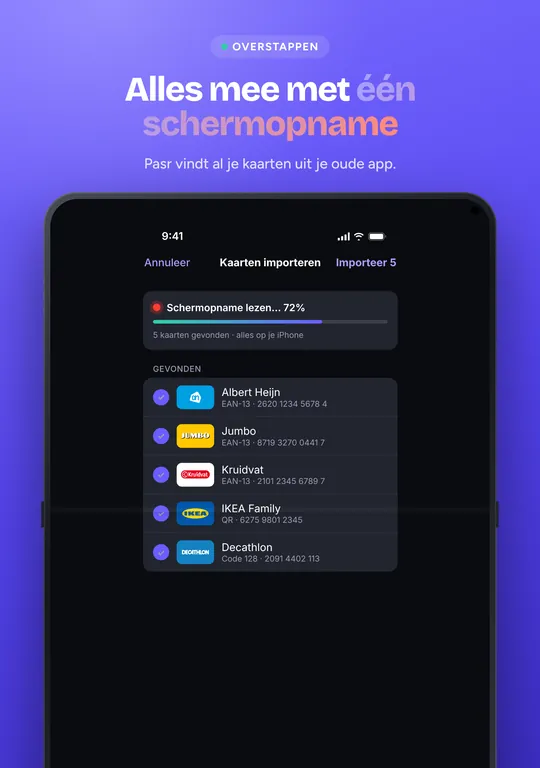 OVERSTAPPEN
Alles mee met één
schermopname
Pasr vindt al je kaarten uit je oude app.
9:41
Annuleer Kaarten importeren Importeer 5
Schermopname lezen... 72%
5 kaarten gevonden · alles op je iPhone
GEVONDEN
Albert Heijn
EAN-13 · 2620 1234 5678 4
JUMBO
Jumbo
EAN-13 · 8719 3270 0441 7
Kruidvat
Kruidvat
EAN-13 · 2101 2345 6789 7
IKEA
IKEA Family
QR · 6275 9801 2345
DECATHLON
Decathlon
Code 128 · 2091 4402 113